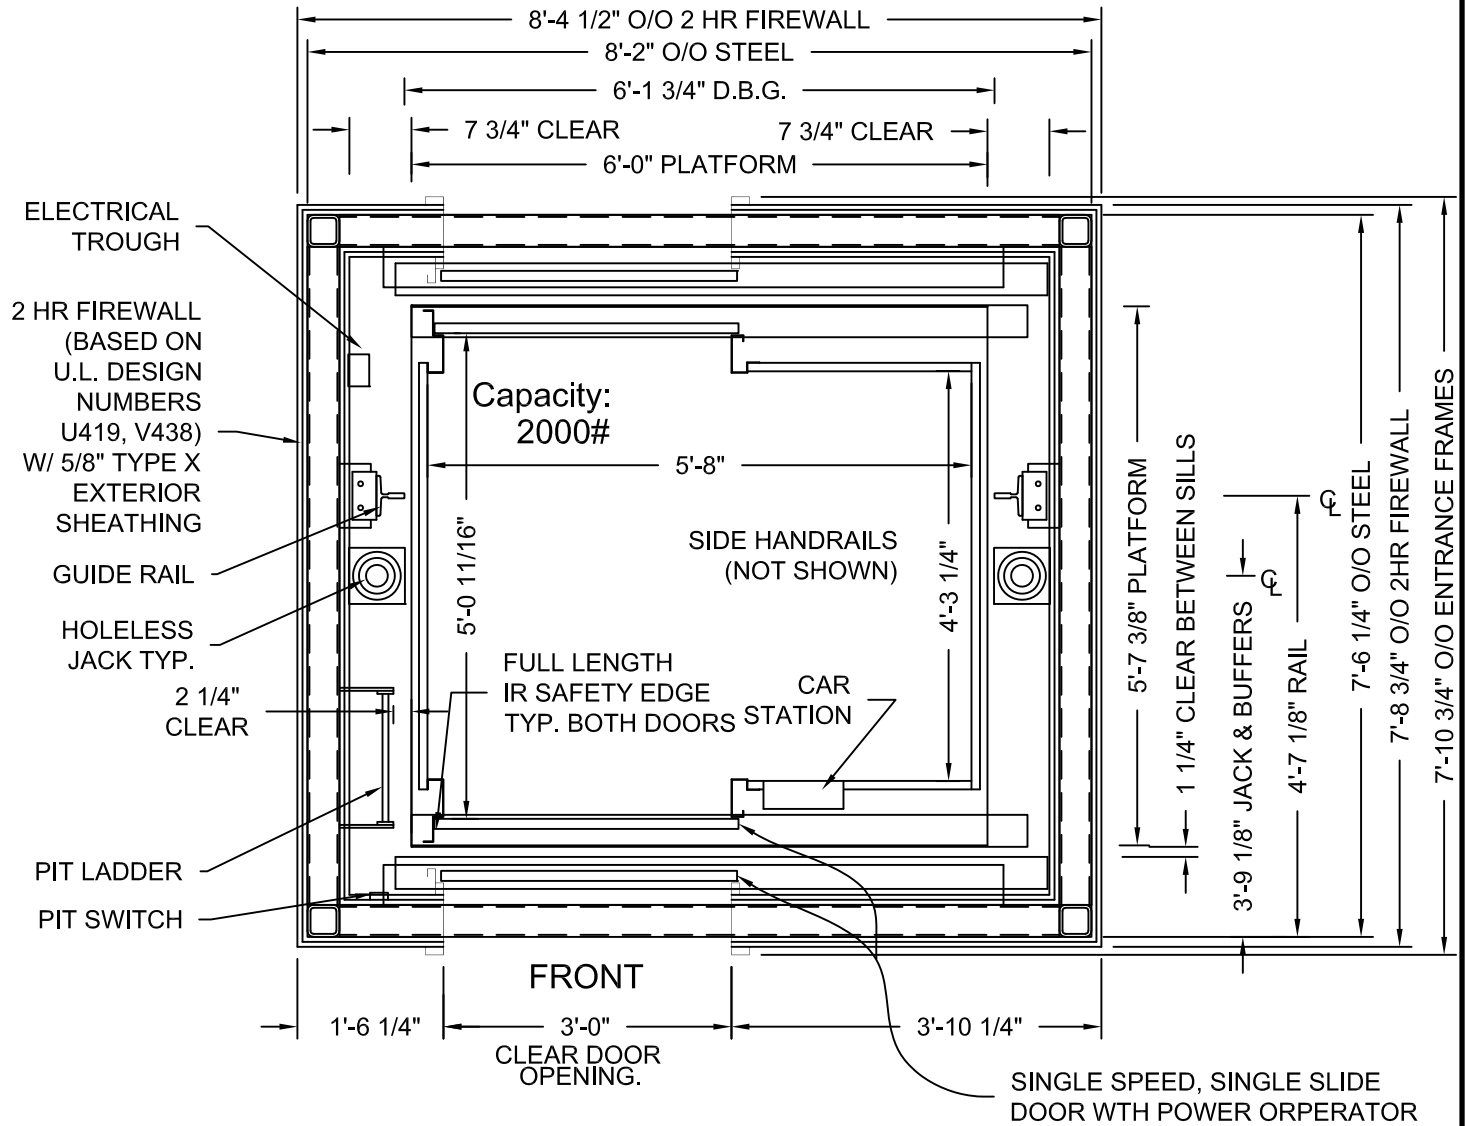 8'-4 1/2" O/O 2 HR FIREWALL
8'-2" O/O STEEL
6'-1 3/4" D.B.G.
7 3/4" CLEAR
7 3/4" CLEAR
6'-0" PLATFORM
ELECTRICAL
TROUGH
2 HR FIREWALL
(BASED ON
U.L. DESIGN
NUMBERS
U419, V438)
W/ 5/8" TYPE X
EXTERIOR
SHEATHING
GUIDE RAIL
HOLELESS
JACK TYP.
2 1/4"
CLEAR
PIT LADDER
PIT SWITCH
Capacity:
2000#
5'-8"
5'-0 11/16"
SIDE HANDRAILS
(NOT SHOWN)
4'-3 1/4"
FULL LENGTH
IR SAFETY EDGE
TYP. BOTH DOORS
CAR
STATION
5'-7 3/8" PLATFORM
1 1/4" CLEAR BETWEEN SILLS
3'-9 1/8" JACK & BUFFERS
CL
4'-7 1/8" RAIL
CL
7'-6 1/4" O/O STEEL
7'-8 3/4" O/O 2HR FIREWALL
7'-10 3/4" O/O ENTRANCE FRAMES
FRONT
1'-6 1/4"
3'-0"
3'-10 1/4"
CLEAR DOOR
OPENING.
SINGLE SPEED, SINGLE SLIDE
DOOR WTH POWER ORPERATOR